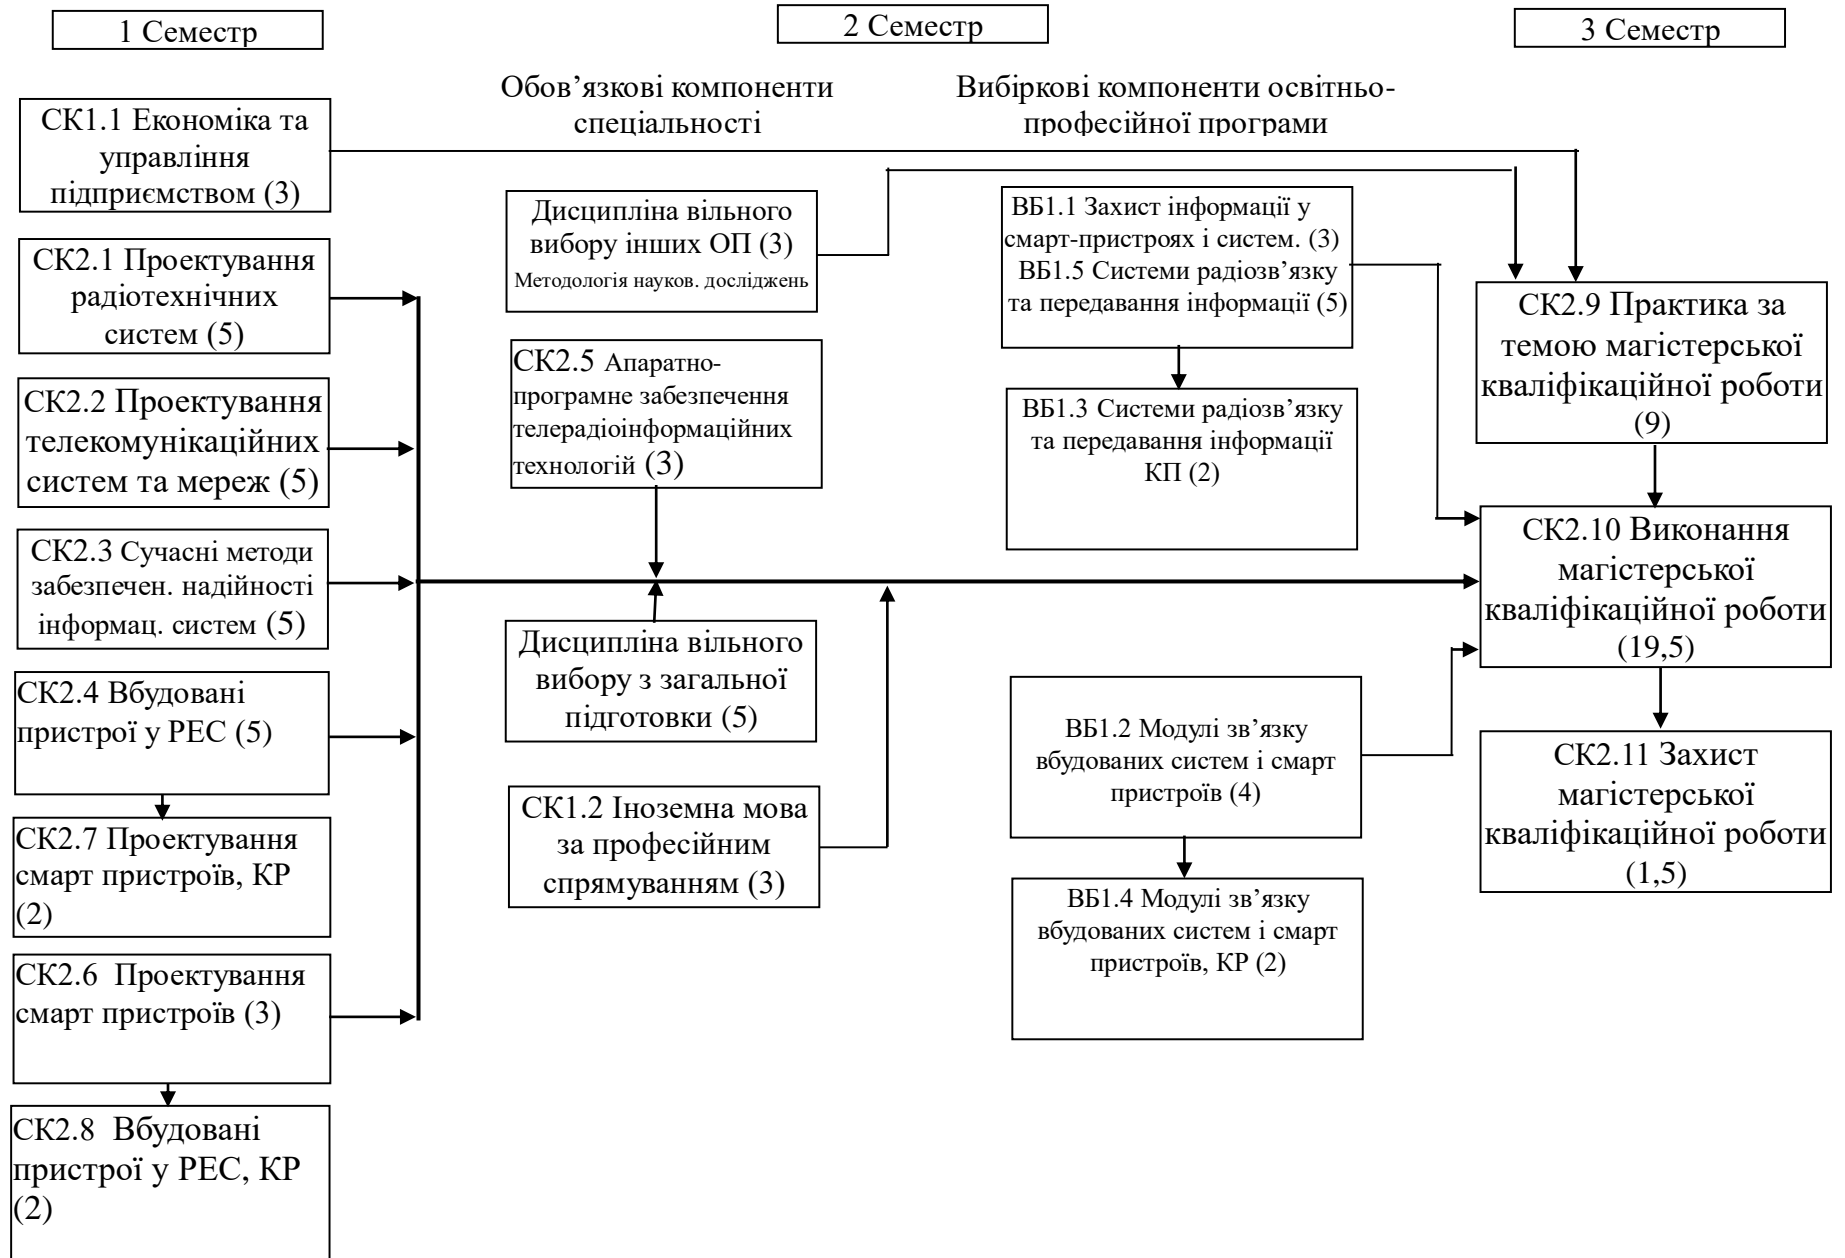 1 Семестр
2 Семестр
3 Семестр
Обов’язкові компоненти
спеціальності
Вибіркові компоненти освітньо-
професійної програми
СК1.1 Економіка та
управління
підприємством (3)
СК2.1 Проектування
радіотехнічних
систем (5)
СК2.2 Проектування
телекомунікаційних
систем та мереж (5)
СК2.3 Сучасні методи
забезпечен. надійності
інформац. систем (5)
СК2.4 Вбудовані
пристрої у РЕС (5)
СК2.7 Проектування
смарт пристроїв, КР
(2)
СК2.6 Проектування
смарт пристроїв (3)
СК2.8 Вбудовані
пристрої у РЕС, КР
(2)
Дисципліна вільного
вибору інших ОП (3)
Методологія науков. досліджень
СК2.5 Апаратно-
програмне забезпечення
телерадіоінформаційних
технологій (3)
Дисципліна вільного
вибору з загальної
підготовки (5)
СК1.2 Іноземна мова
за професійним
спрямуванням (3)
ВБ1.1 Захист інформації у
смарт-пристроях і систем. (3)
ВБ1.5 Системи радіозв’язку
та передавання інформації (5)
ВБ1.3 Системи радіозв’язку
та передавання інформації
КП (2)
ВБ1.2 Модулі зв’язку
вбудованих систем і смарт
пристроїв (4)
ВБ1.4 Модулі зв’язку
вбудованих систем і смарт
пристроїв, КР (2)
СК2.9 Практика за
темою магістерської
кваліфікаційної роботи
(9)
СК2.10 Виконання
магістерської
кваліфікаційної роботи
(19,5)
СК2.11 Захист
магістерської
кваліфікаційної роботи
(1,5)